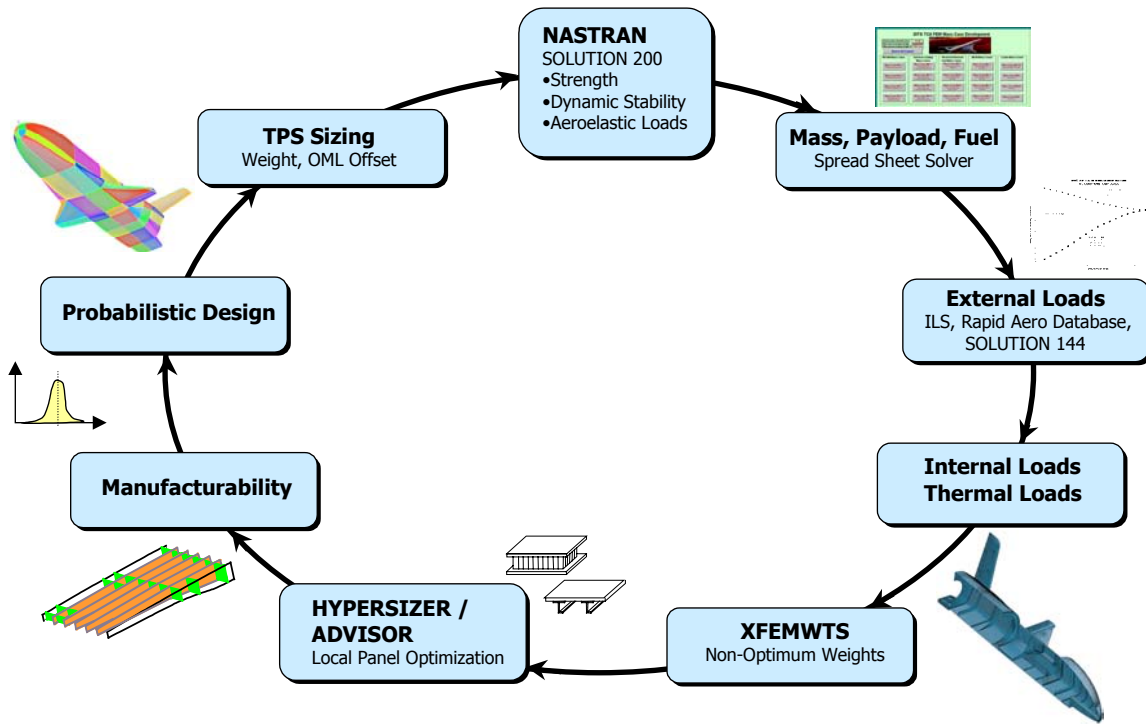 NASTRAN
SOLUTION 200
•Strength
•Dynamic Stability
•Aeroelastic Loads
TPS Sizing
Weight, OML Offset
Mass, Payload, Fuel
Spread Sheet Solver
External Loads
ILS, Rapid Aero Database,
SOLUTION 144
Probabilistic Design
Internal Loads
Thermal Loads
Manufacturability
HYPERSIZER /
ADVISOR
Local Panel Optimization
XFEMWTS
Non-Optimum Weights